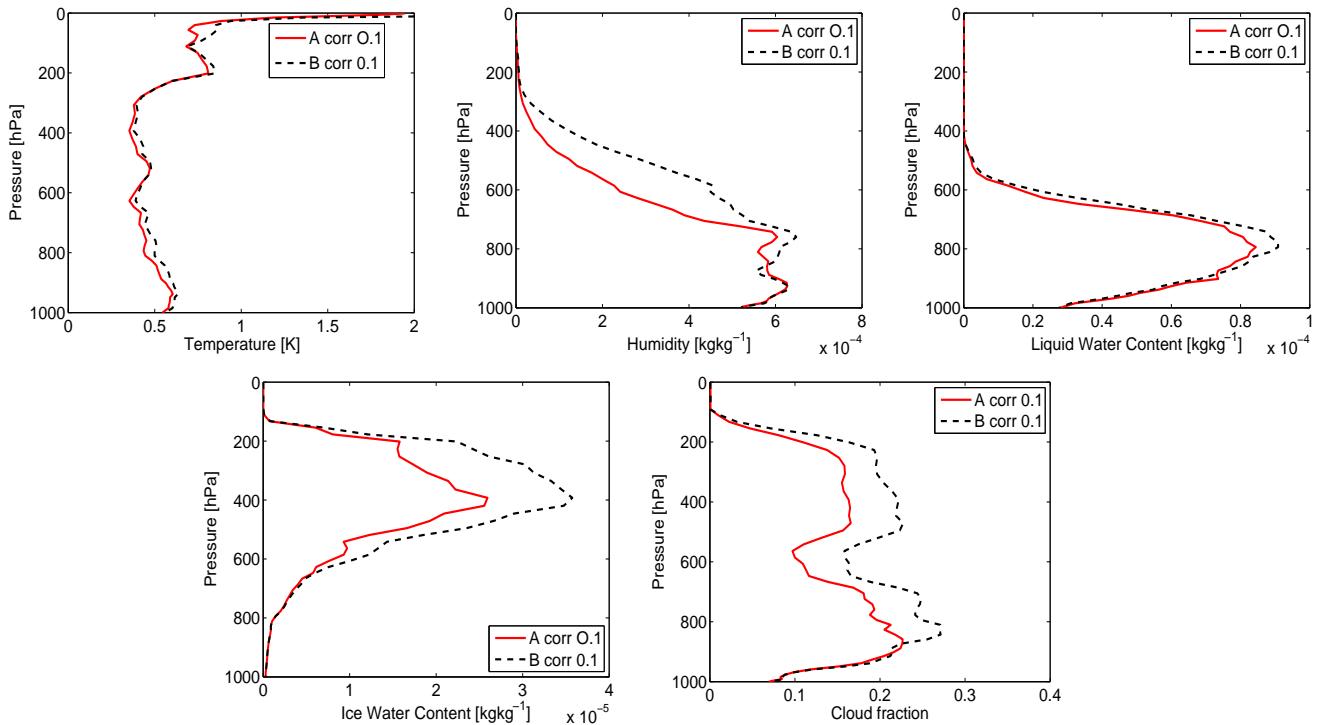 A corr O.1
B corr 0.1
Pressure [hPa]
0
200
400
600
800
1000
0 0.5 1 1.5 2
Temperature [K]
A corr O.1
B corr 0.1
Pressure [hPa]
0
200
400
600
800
1000
0 2 4 6 8
Humidity [kgkg⁻¹] x 10⁻⁴
A corr 0.1
B corr 0.1
Pressure [hPa]
0
200
400
600
800
1000
0 0.2 0.4 0.6 0.8 1
Liquid Water Content [kgkg⁻¹] x 10⁻⁴
A corr O.1
B corr 0.1
Pressure [hPa]
0
200
400
600
800
1000
0 1 2 3 4
Ice Water Content [kgkg⁻¹] x 10⁻⁵
A corr 0.1
B corr 0.1
Pressure [hPa]
0
200
400
600
800
1000
0 0.1 0.2 0.3 0.4
Cloud fraction